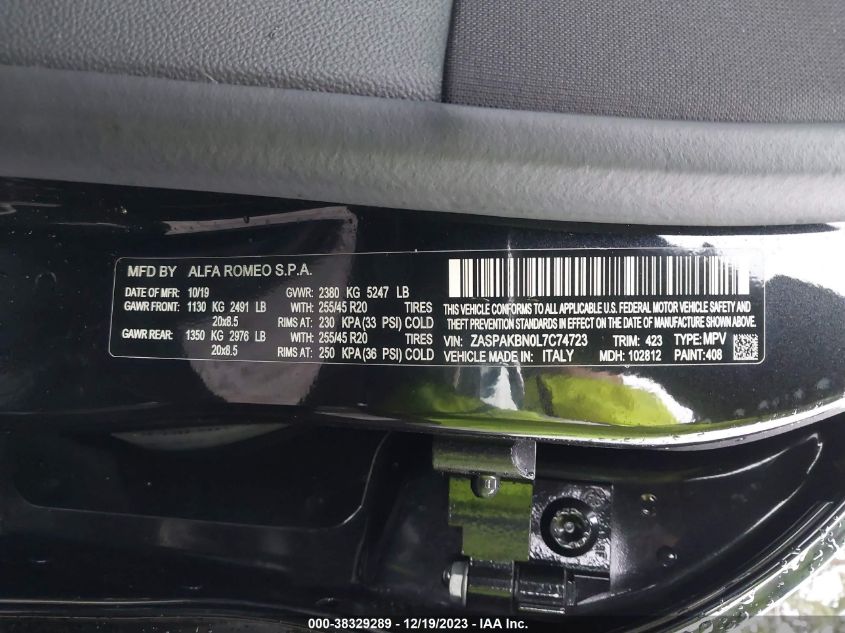 MFD BY ALFA ROMEO S.P.A.
DATE OF MFR: 10/19 GVWR: 2380 KG 5247 LB
GAWR FRONT: 1130 KG 2491 LB WITH: 255/45 R20 TIRES
20x8.5 RIMS AT: 230 KPA (33 PSI) COLD
GAWR REAR: 1350 KG 2976 LB WITH: 255/45 R20 TIRES
20x8.5 RIMS AT: 250 KPA (36 PSI) COLD
THIS VEHICLE CONFORMS TO ALL APPLICABLE U.S. FEDERAL MOTOR VEHICLE SAFETY AND
THEFT PREVENTION STANDARDS IN EFFECT ON THE DATE OF MANUFACTURE SHOWN ABOVE.
VIN: ZASPAKBN0L7C74723 TRIM: 423 TYPE: MPV
VEHICLE MADE IN: ITALY MDH: 102812 PAINT: 408
000-38329289 - 12/19/2023 - IAA Inc.